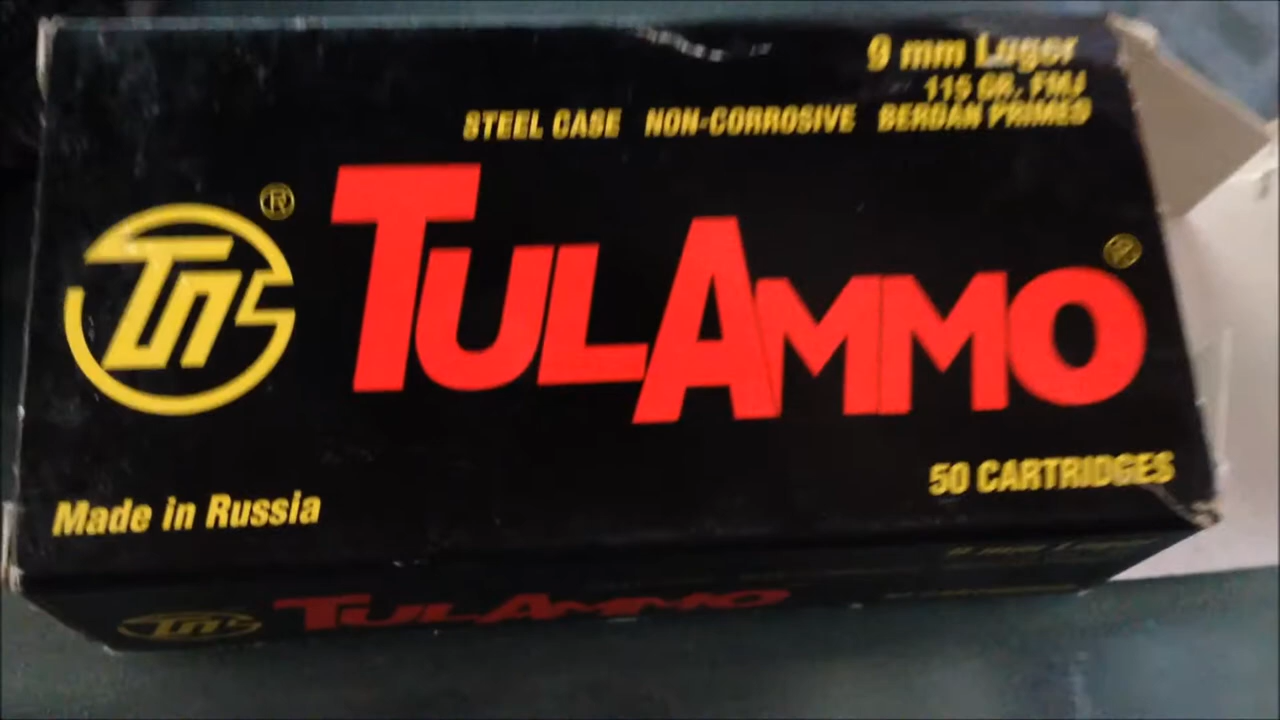 9 mm Luger
115 GR. FMJ
STEEL CASE NON-CORROSIVE BERDAN PRIMED
®
TULAMMO
®
50 CARTRIDGES
Made in Russia
TULAMMO